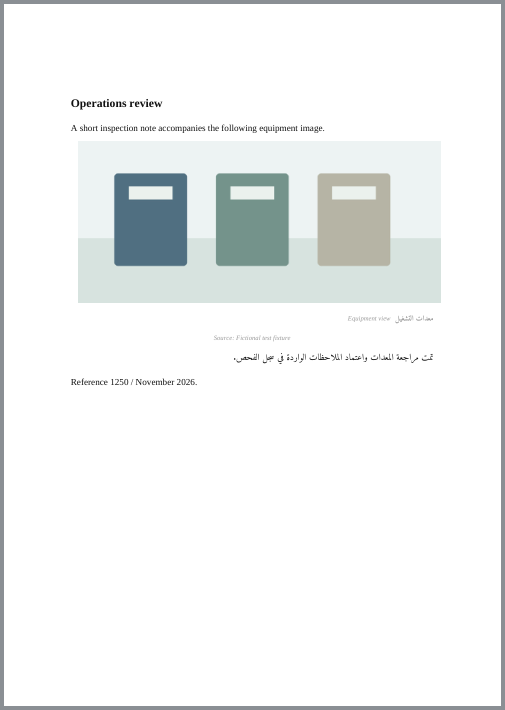 Operations review
A short inspection note accompanies the following equipment image.
معدات التشغيل Equipment view
Source: Fictional test fixture
تمت مراجعة المعدات واعتماد الملاحظات الواردة في سجل الفحص.
Reference 1250 / November 2026.